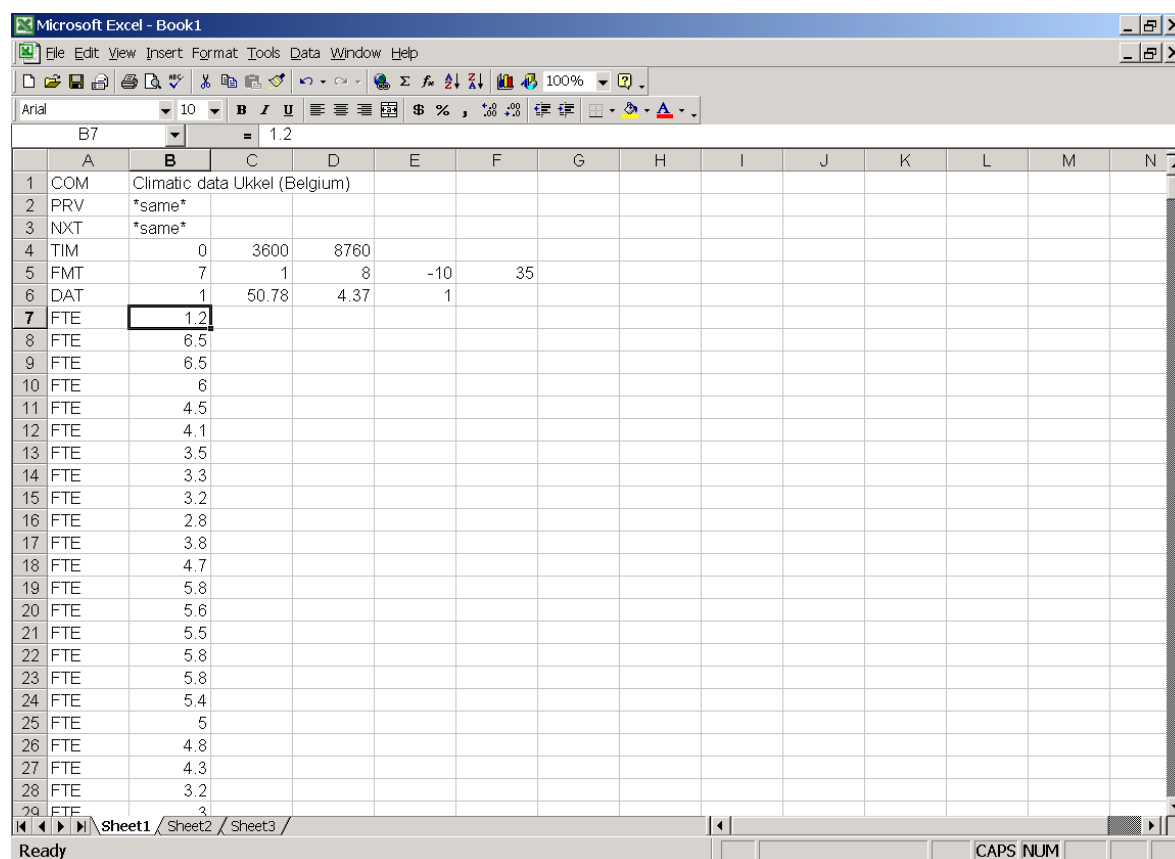 Microsoft Excel - Book1
File Edit View Insert Format Tools Data Window Help
100%
Arial 10 B I U $ % ,
B7 = 1.2
A B C D E F G H I J K L M N
1 COM Climatic data Ukkel (Belgium)
2 PRV *same*
3 NXT *same*
4 TIM 0 3600 8760
5 FMT 7 1 8 -10 35
6 DAT 1 50.78 4.37 1
7 FTE 1.2
8 FTE 6.5
9 FTE 6.5
10 FTE 6
11 FTE 4.5
12 FTE 4.1
13 FTE 3.5
14 FTE 3.3
15 FTE 3.2
16 FTE 2.8
17 FTE 3.8
18 FTE 4.7
19 FTE 5.8
20 FTE 5.6
21 FTE 5.5
22 FTE 5.8
23 FTE 5.8
24 FTE 5.4
25 FTE 5
26 FTE 4.8
27 FTE 4.3
28 FTE 3.2
29 FTE 3
Sheet1 / Sheet2 / Sheet3 /
Ready CAPS NUM